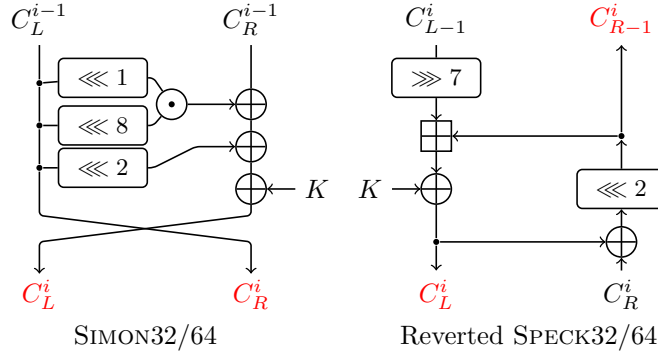 C_L^{i-1} C_R^{i-1} C_{L-1}^i C_{R-1}^i
⋘ 1 ⋙ 7
⋘ 8
⋘ 2
K K ⋘ 2
C_L^i C_R^i C_L^i C_R^i
SIMON32/64 Reverted SPECK32/64